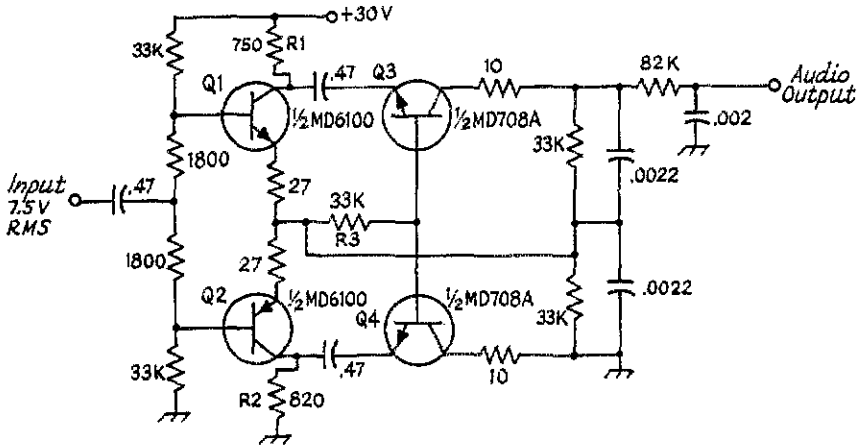 +30V
33K
750
R1
Q1
.47
Q3
10
82K
Audio
Output
½MD6100
½MD708A
.002
1800
27
33K
.0022
Input
7.5V
RMS
.47
33K
R3
1800
27
Q2
½MD6100
½MD708A
Q4
33K
.0022
33K
.47
10
R2
820